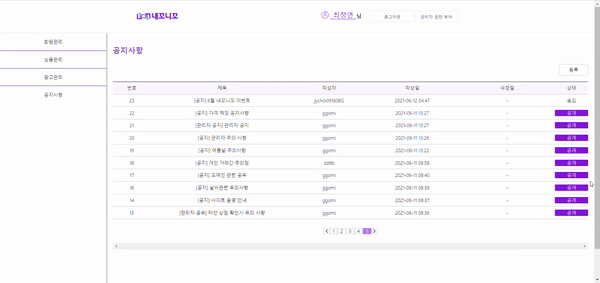 내꼬니꼬
최정연 님
로그아웃
관리자 권한 부여
회원관리
상품관리
광고관리
공지사항
공지사항
등록
번호 제목 작성자 작성일 수정일 상태
23 [공지] 6월 내꼬니꼬 이벤트 2021-06-12 04:47 - 숨김
22 [공지] 가격 책정 공지사항 ggomi 2021-06-11 13:27 - 공개
21 [관리자 공지] 관리자 공지 ggomi 2021-06-11 13:27 - 공개
20 [공지] 관리자 주의 사항 ggomi 2021-06-11 13:26 - 공개
19 [공지] 여름날 주의사항 ggomi 2021-06-11 13:22 - 공개
18 [공지] 개인 거래간 주의점 2021-06-11 09:59 - 공개
17 [공지] 도메인 관련 공유 ggomi 2021-06-11 08:40 - 공개
16 [공지] 날씨관련 유의사항 ggomi 2021-06-11 08:39 - 공개
14 [공지] 사이트 운영 안내 ggomi 2021-06-11 08:37 - 공개
13 [관리자 공유] 타인 상점 확인시 유의 사항 ggomi 2021-06-11 08:36 - 공개
1 2 3 4 5